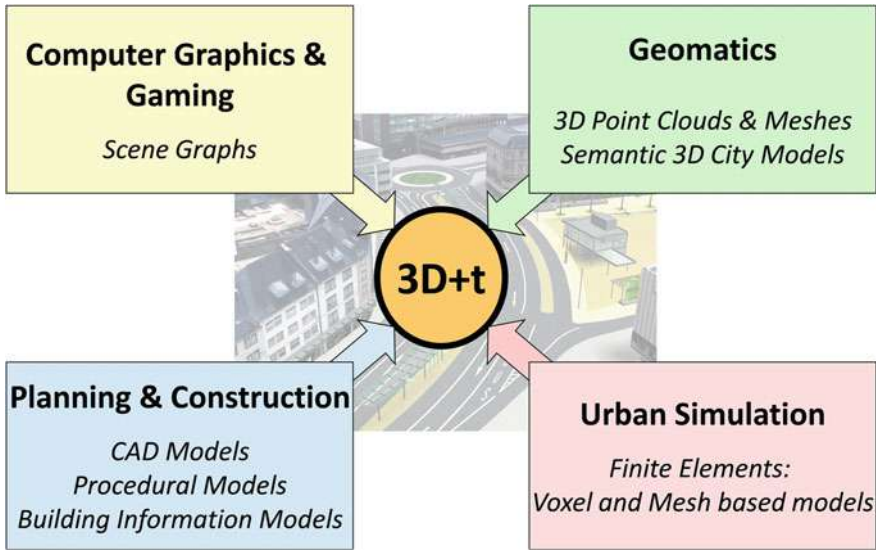 Computer Graphics &
Gaming
Scene Graphs
Geomatics
3D Point Clouds & Meshes
Semantic 3D City Models
3D+t
Planning & Construction
CAD Models
Procedural Models
Building Information Models
Urban Simulation
Finite Elements:
Voxel and Mesh based models